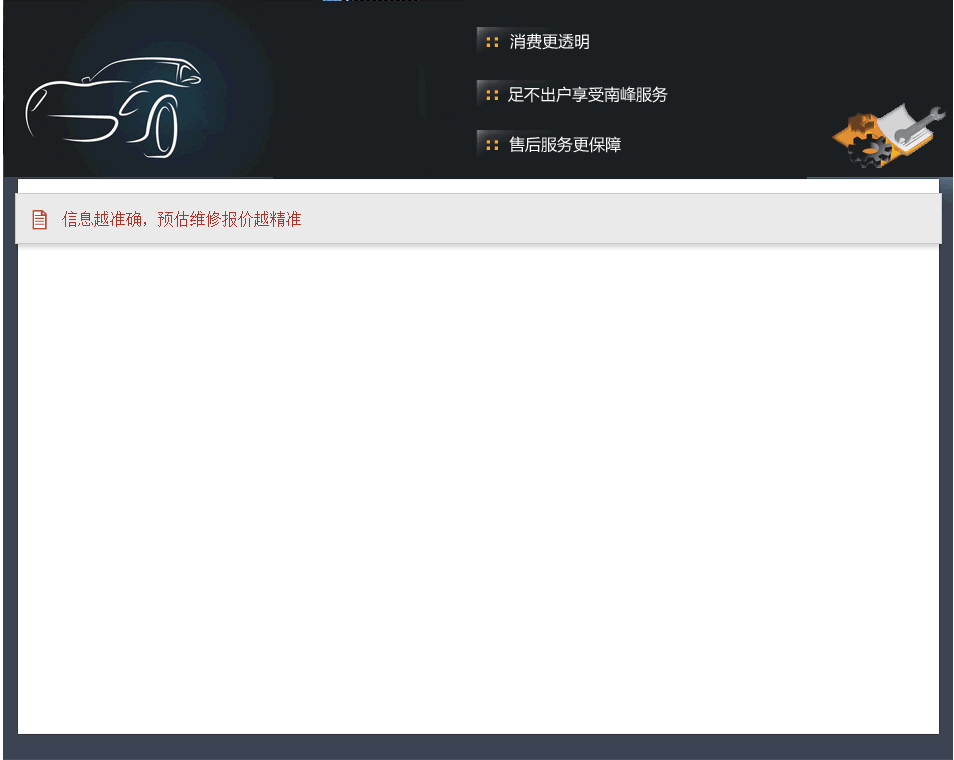 消费更透明
足不出户享受南峰服务
售后服务更保障
信息越准确，预估维修报价越精准